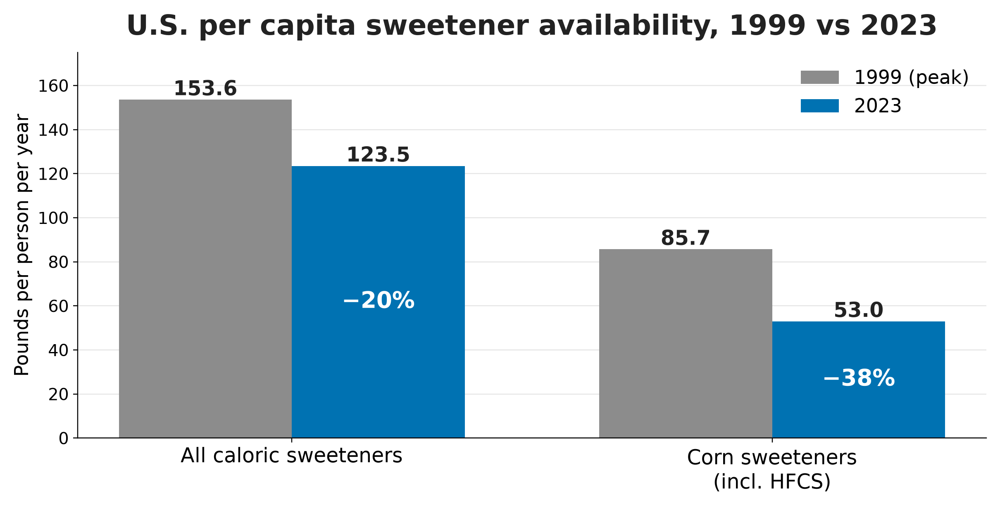 U.S. per capita sweetener availability, 1999 vs 2023
Pounds per person per year
160
140
120
100
80
60
40
20
0
1999 (peak)
2023
153.6
123.5
−20%
85.7
53.0
−38%
All caloric sweeteners
Corn sweeteners
(incl. HFCS)